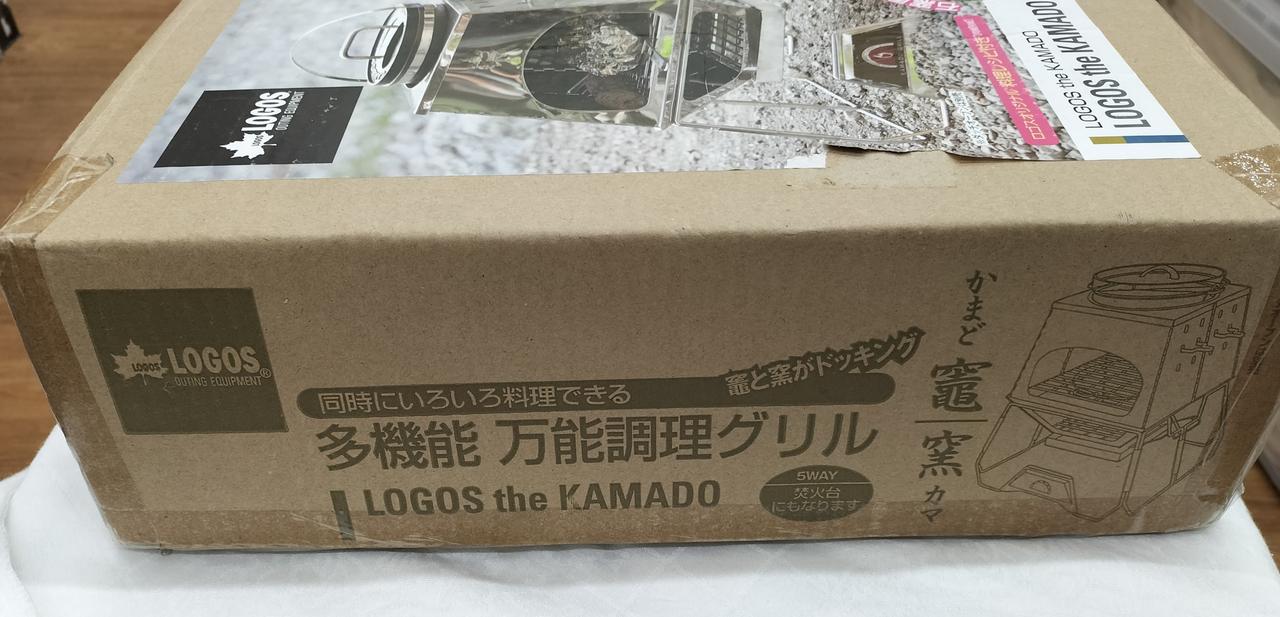 LOGOS
OUTING EQUIPMENT
LOGOS the KAMADO
LOGOS the KAMADO
LOGOS
LOGOS
OUTING EQUIPMENT
竈と窯がドッキング
同時にいろいろ料理できる
多機能 万能調理グリル
LOGOS the KAMADO
5WAY
焚火台
にもなります
かまど
竈
窯
カマ